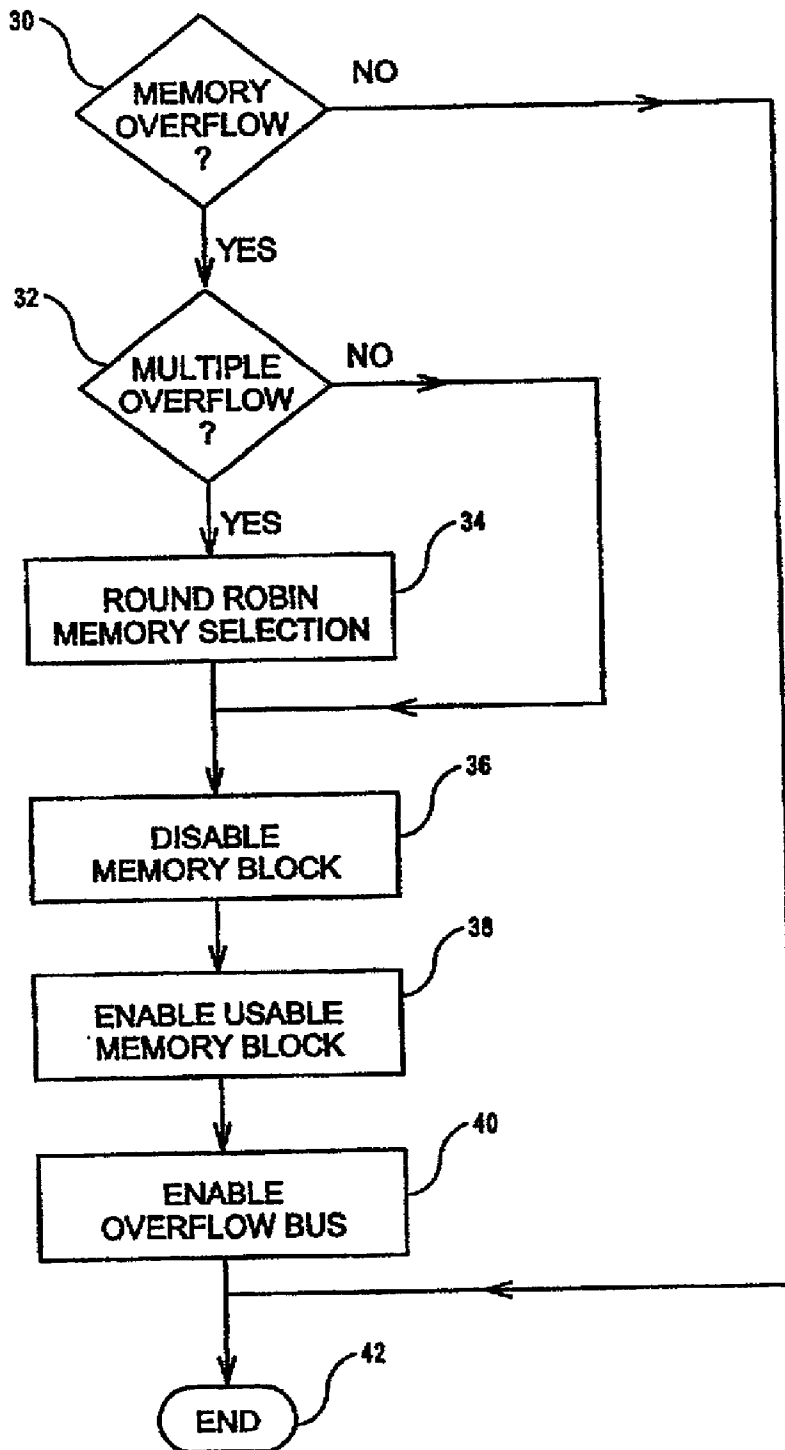 30
MEMORY
OVERFLOW
?
NO
YES
32
MULTIPLE
OVERFLOW
?
NO
YES
34
ROUND ROBIN
MEMORY SELECTION
36
DISABLE
MEMORY BLOCK
38
ENABLE USABLE
MEMORY BLOCK
40
ENABLE
OVERFLOW BUS
42
END